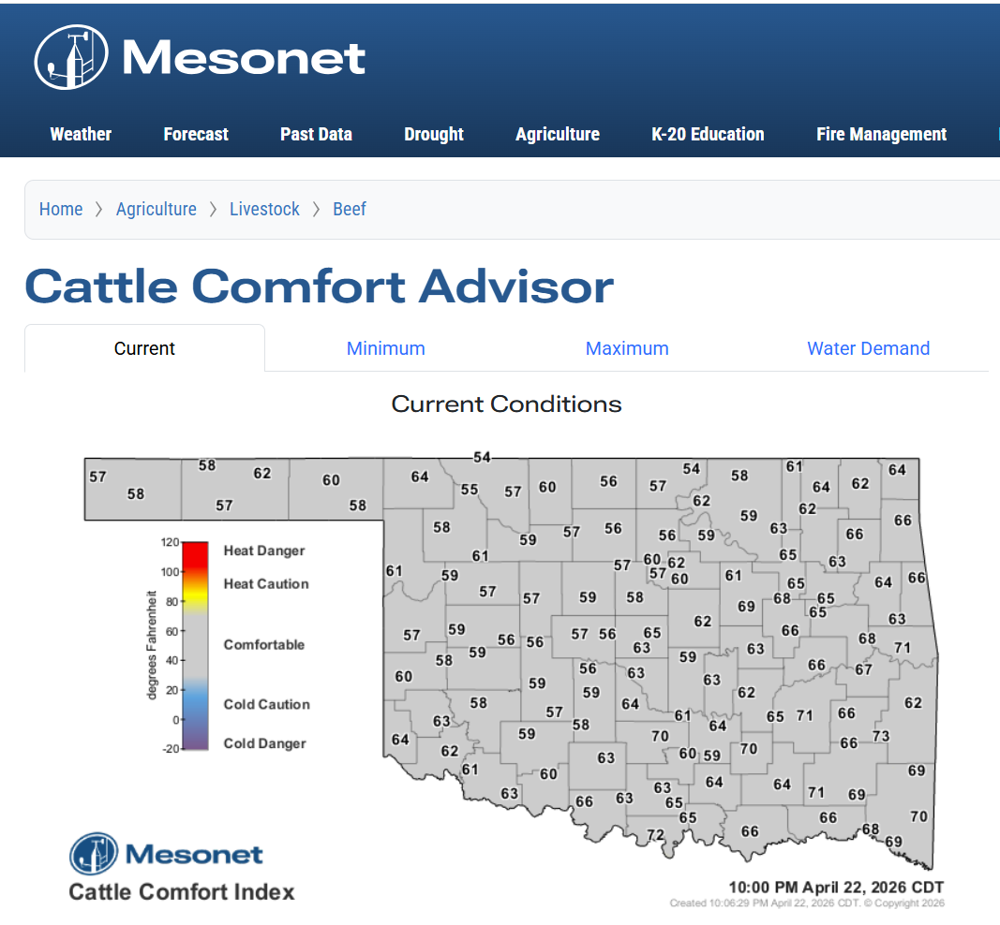 Mesonet
Weather Forecast Past Data Drought Agriculture K-20 Education Fire Management
Home > Agriculture > Livestock > Beef
Cattle Comfort Advisor
Current Minimum Maximum Water Demand
Current Conditions
54
57 58 62 60 64 58 54 58 61 64
58 57 58 55 57 60 56 57 62 64 62
59 62 66
58 59 57 56 56 59 63 66
61 65 63
61 59 57 60 62 57 60 61 65 64 66
57 57 59 58 69 68 65 65 63
57 59 56 56 57 56 65 63 62 63 66 68 71
58 59 59 66 67
60 59 56 59 63 63 62
58 57 64 61 65 71 66 62
63 59 58 64 73
64 62 70 60 59 70 66
61 63 69
60 63 64 64 71 69
63 66 63 65
65 66 70
72 66 68 69
120
100
80
60
40
20
0
-20
degrees Fahrenheit
Heat Danger
Heat Caution
Comfortable
Cold Caution
Cold Danger
Mesonet
Cattle Comfort Index
10:00 PM April 22, 2026 CDT
Created 10:06:29 PM April 22, 2026 CDT. © Copyright 2026